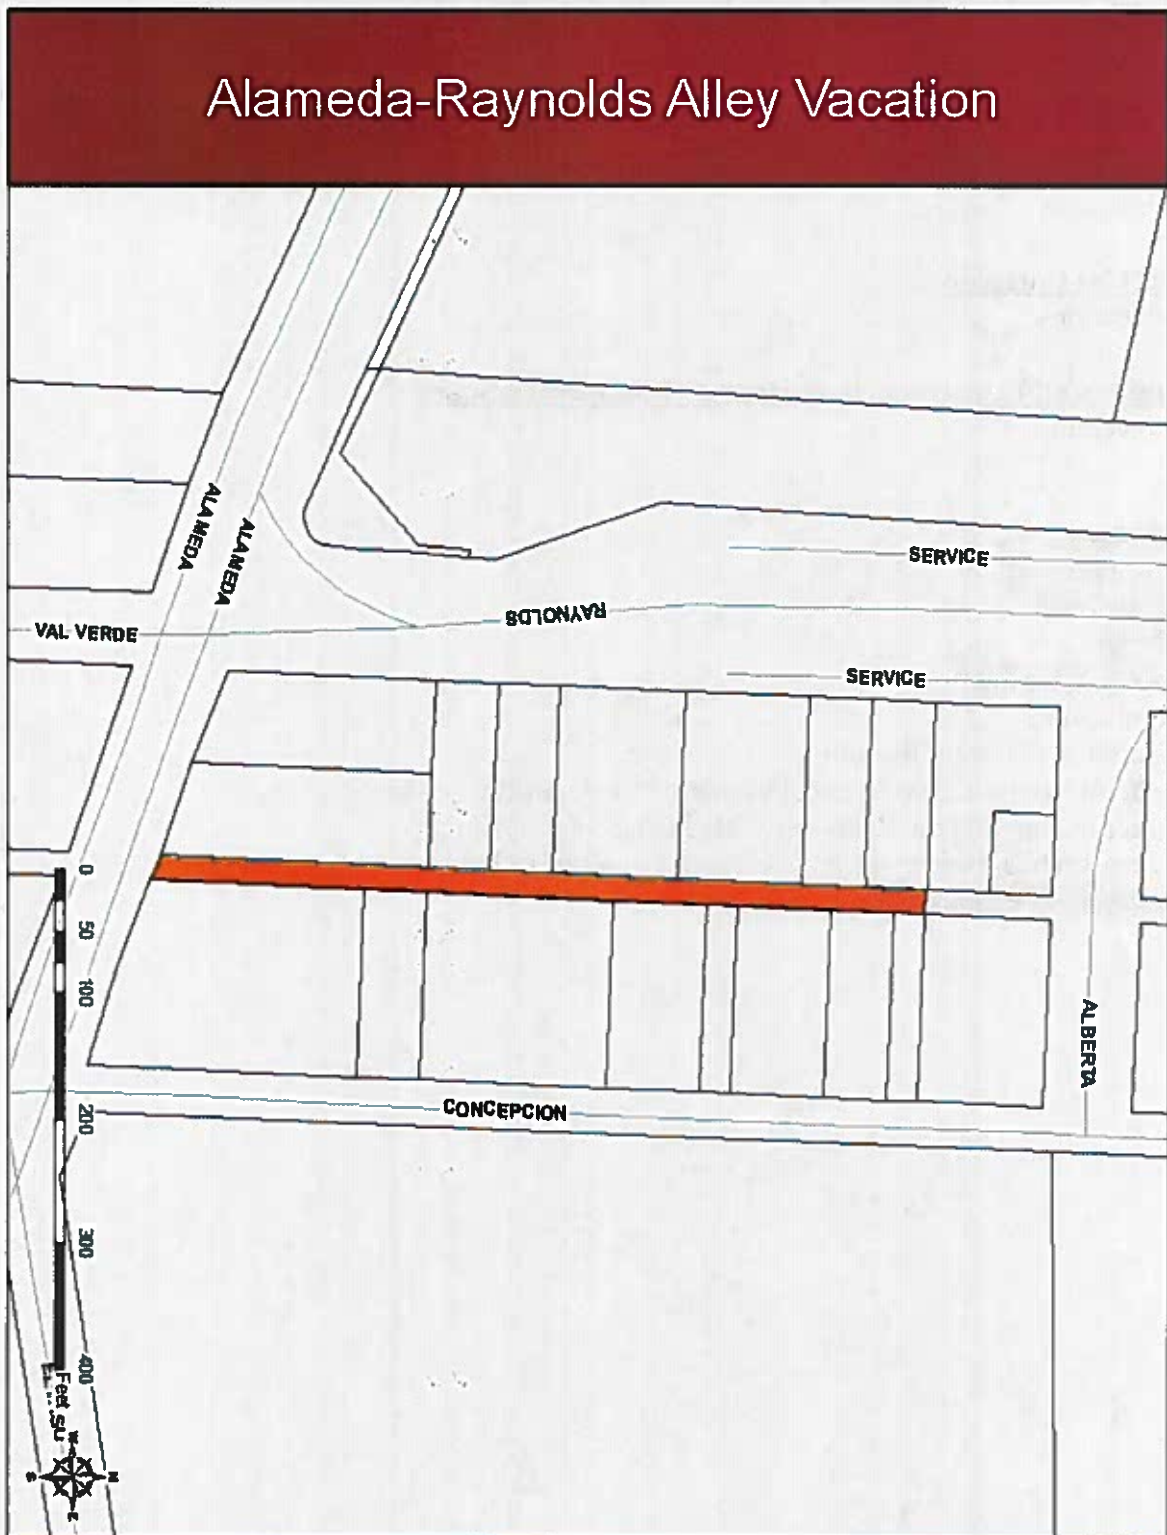 Alameda-Raynolds Alley Vacation
ALAMEDA
ALAMEDA
SERVICE
RAYNOLDS
VAL VERDE
SERVICE
0
50
100
200
300
400
Feet
ALBERTA
CONCEPCION
W
N
S
E